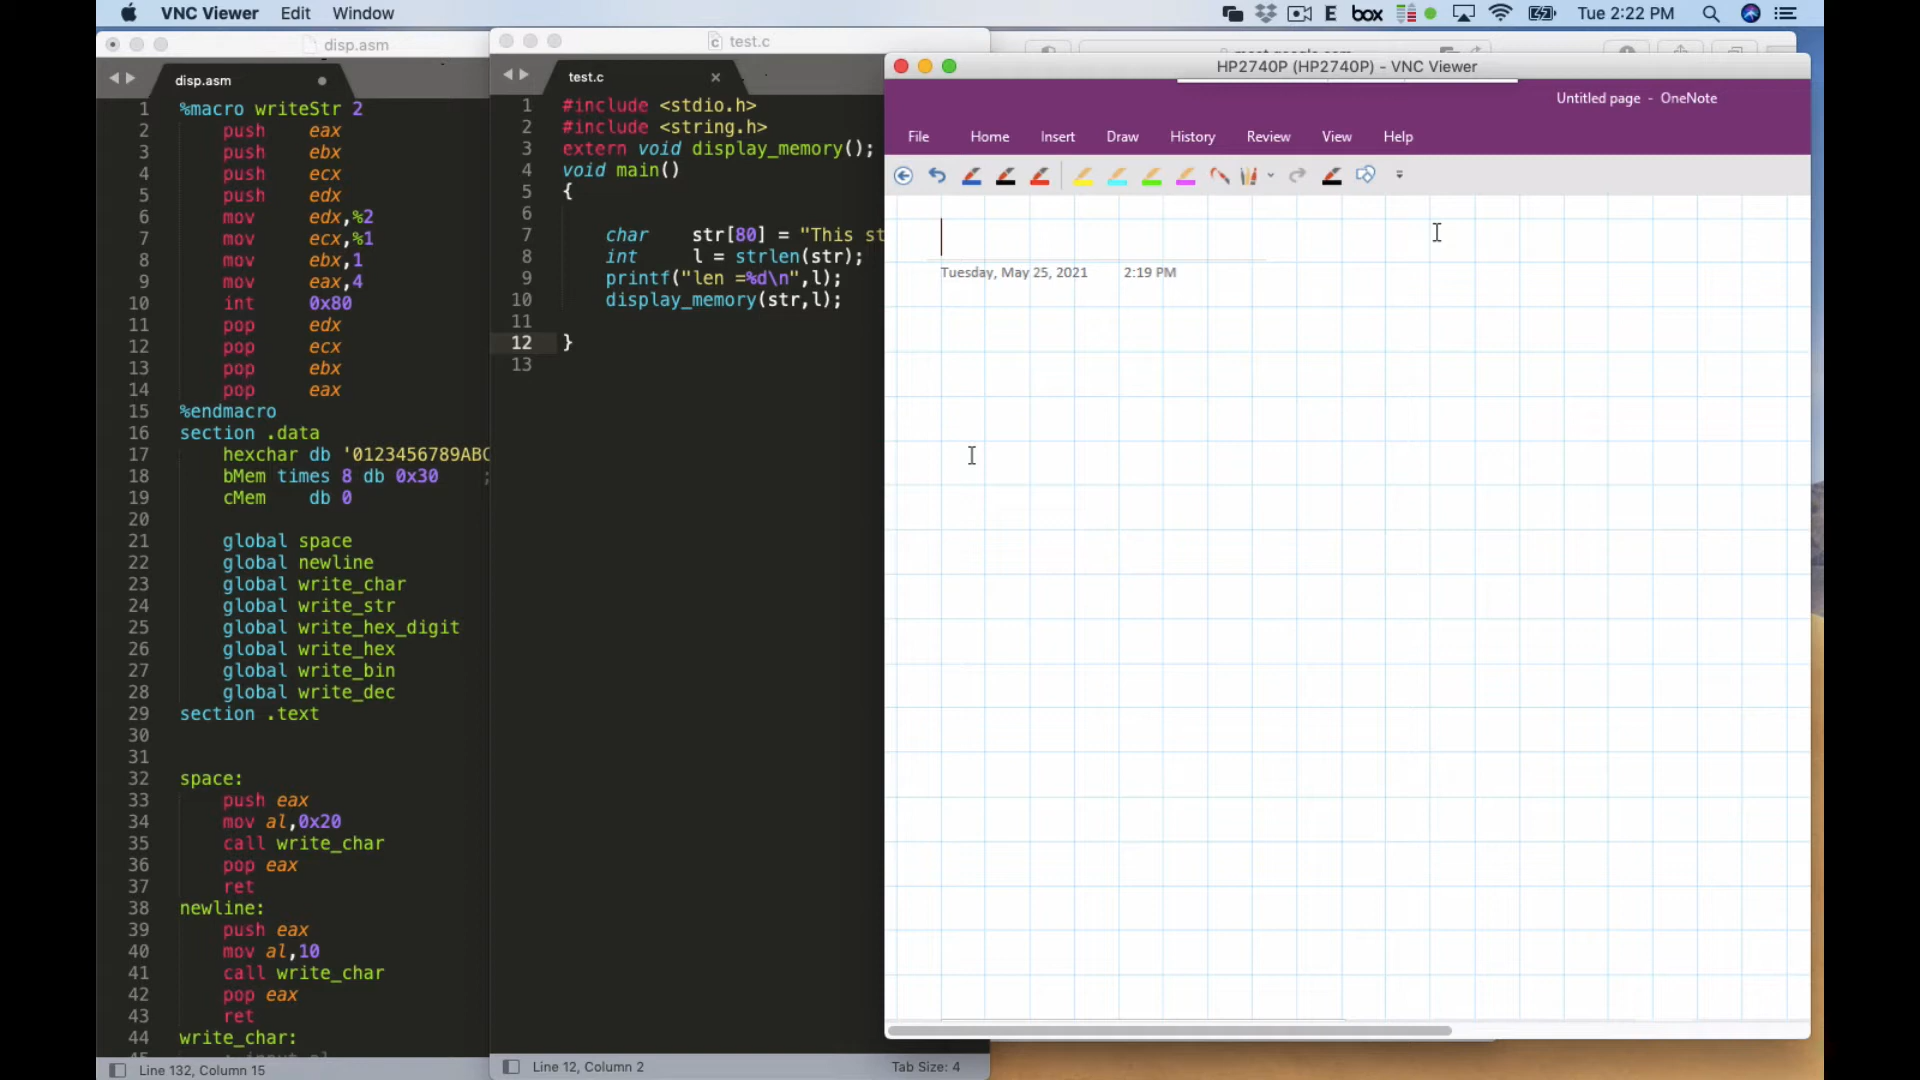 VNC Viewer Edit Window
E box Tue 2:22 PM
disp.asm
disp.asm
1 %macro writeStr 2
2 push eax
3 push ebx
4 push ecx
5 push edx
6 mov edx,%2
7 mov ecx,%1
8 mov ebx,1
9 mov eax,4
10 int 0x80
11 pop edx
12 pop ecx
13 pop ebx
14 pop eax
15 %endmacro
16 section .data
17 hexchar db '0123456789ABC
18 bMem times 8 db 0x30 ;
19 cMem db 0
20
21 global space
22 global newline
23 global write_char
24 global write_str
25 global write_hex_digit
26 global write_hex
27 global write_bin
28 global write_dec
29 section .text
30
31
32 space:
33 push eax
34 mov al,0x20
35 call write_char
36 pop eax
37 ret
38 newline:
39 push eax
40 mov al,10
41 call write_char
42 pop eax
43 ret
44 write_char:
Line 132, Column 15
test.c
test.c
1 #include <stdio.h>
2 #include <string.h>
3 extern void display_memory();
4 void main()
5 {
6
7 char str[80] = "This st
8 int l = strlen(str);
9 printf("len =%d\n",l);
10 display_memory(str,l);
11
12 }
13
Line 12, Column 2 Tab Size: 4
HP2740P (HP2740P) - VNC Viewer
Untitled page - OneNote
File Home Insert Draw History Review View Help
Tuesday, May 25, 2021 2:19 PM